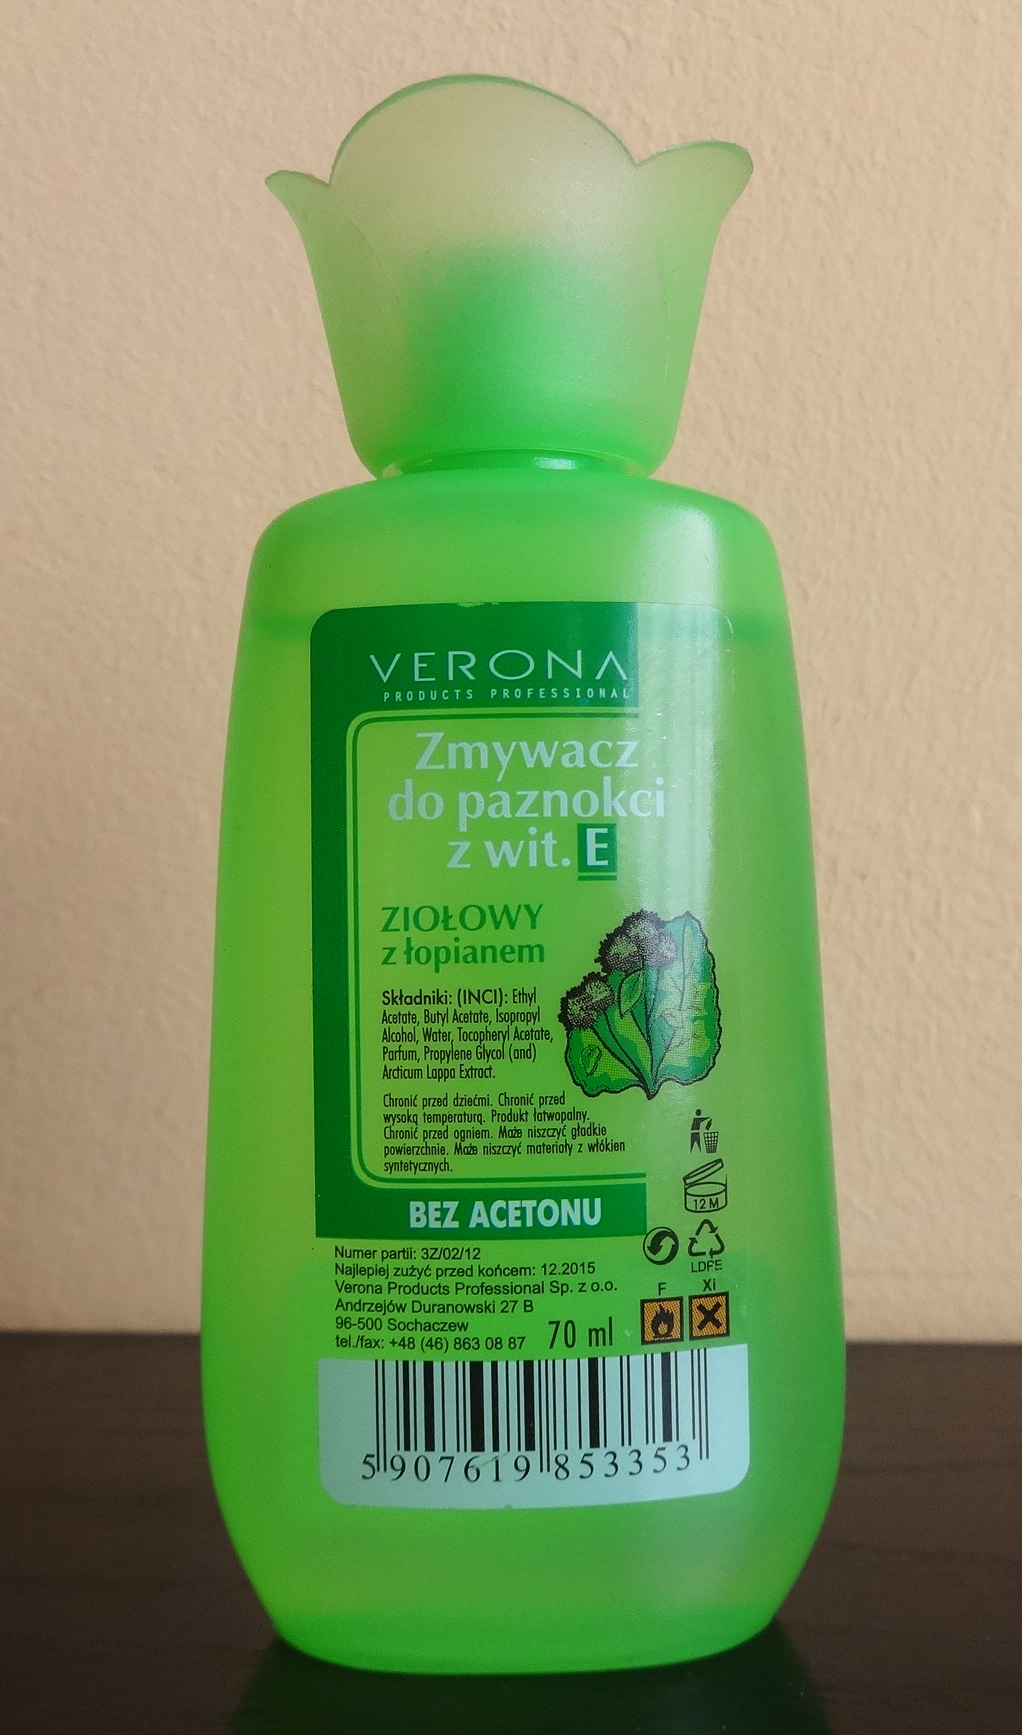 VERONA
PRODUCTS PROFESSIONAL
Zmywacz
do paznokci
z wit. E
ZIOŁOWY
z łopianem
Składniki: (INCI): Ethyl
Acetate, Butyl Acetate, Isopropyl
Alcohol, Water, Tocopheryl Acetate,
Parfum, Propylene Glycol (and)
Arcticum Lappa Extract.
Chronić przed dziećmi. Chronić przed
wysoką temperaturą. Produkt łatwopalny.
Chronić przed ogniem. Może niszczyć gładkie
powierzchnie. Może niszczyć materiały z włókien
syntetycznych.
12 M
BEZ ACETONU
LDPE
Numer partii: 3Z/02/12
Najlepiej zużyć przed końcem: 12.2015
Verona Products Professional Sp. z o.o.
Andrzejów Duranowski 27 B
96-500 Sochaczew
tel./fax: +48 (46) 863 08 87
70 ml
F Xi
5 907619 853353